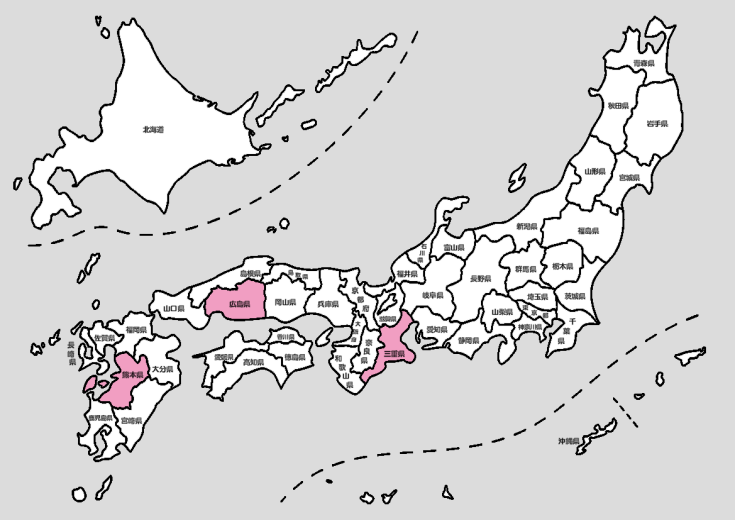 北海道
青森県
秋田県
岩手県
山形県
宮城県
新潟県
福島県
石川県
富山県
群馬県
栃木県
福井県
岐阜県
長野県
埼玉県
茨城県
山梨県
東京都
神奈川県
千葉県
愛知県
静岡県
滋賀県
三重県
京都府
大阪府
奈良県
和歌山県
兵庫県
鳥取県
島根県
岡山県
広島県
山口県
香川県
愛媛県
徳島県
高知県
福岡県
佐賀県
長崎県
大分県
熊本県
鹿児島県
宮崎県
沖縄県